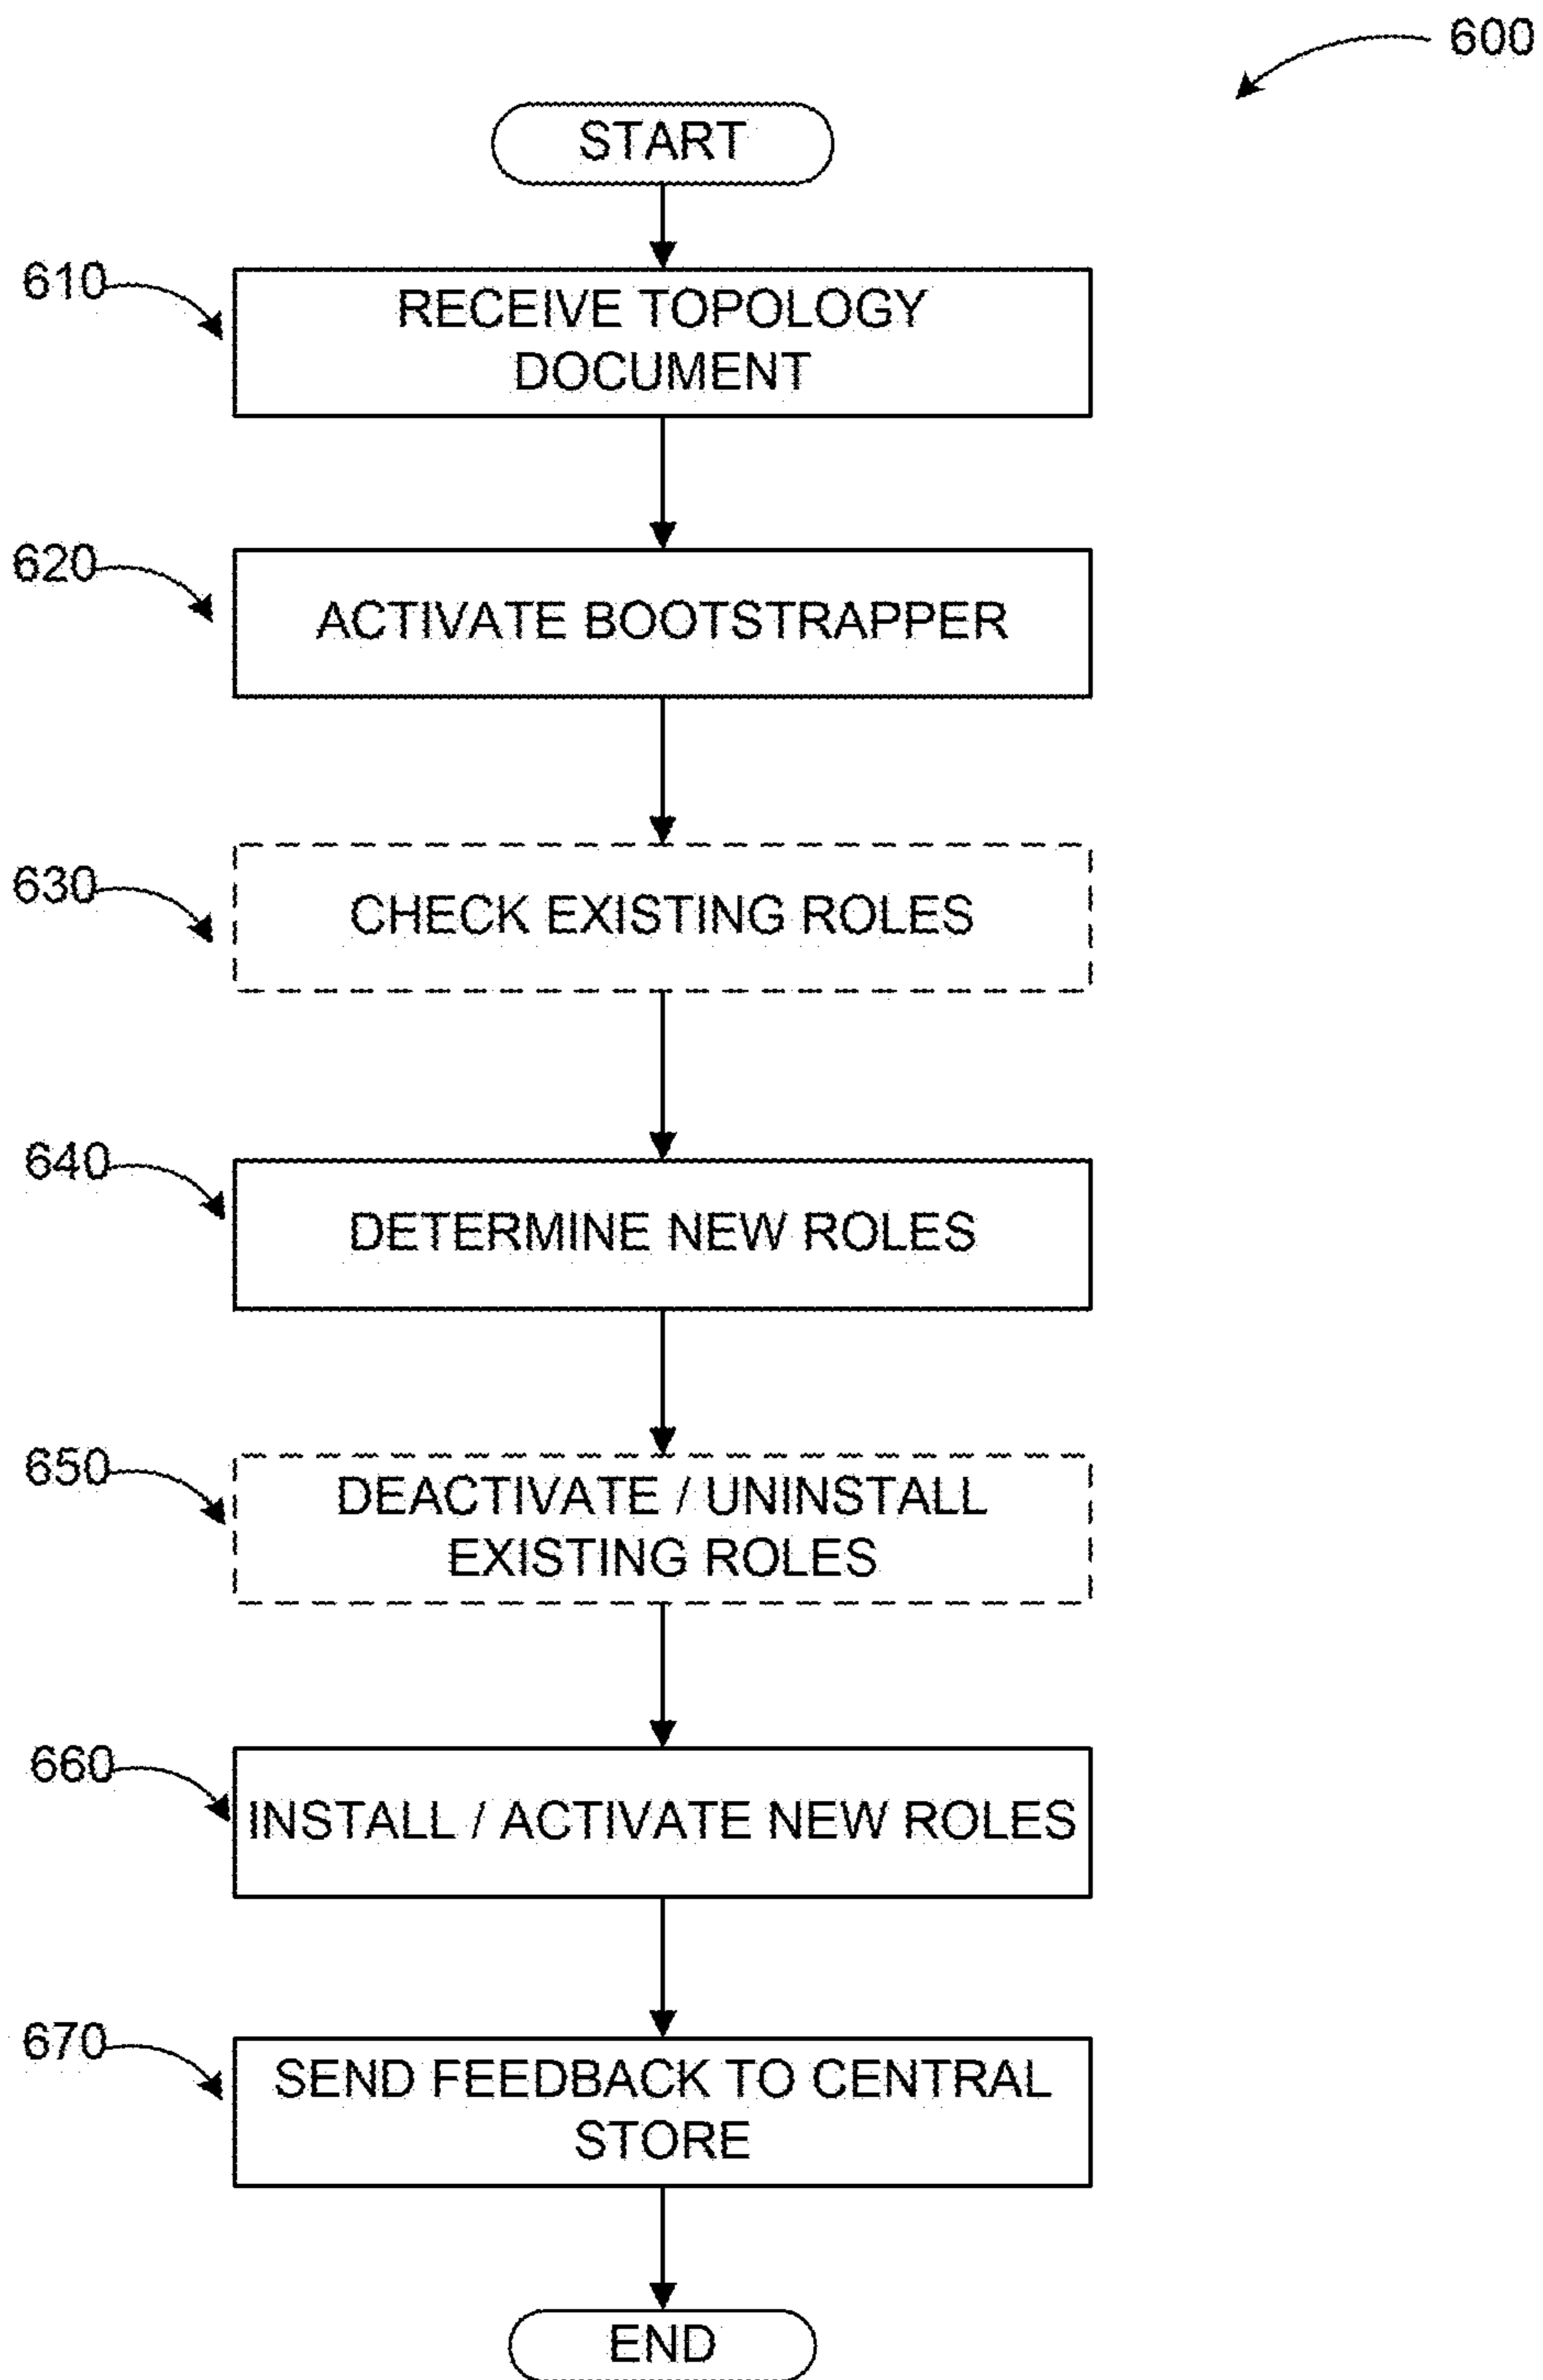 600
START
610
RECEIVE TOPOLOGY
DOCUMENT
620
ACTIVATE BOOTSTRAPPER
630
CHECK EXISTING ROLES
640
DETERMINE NEW ROLES
650
DEACTIVATE / UNINSTALL
EXISTING ROLES
660
INSTALL / ACTIVATE NEW ROLES
670
SEND FEEDBACK TO CENTRAL
STORE
END